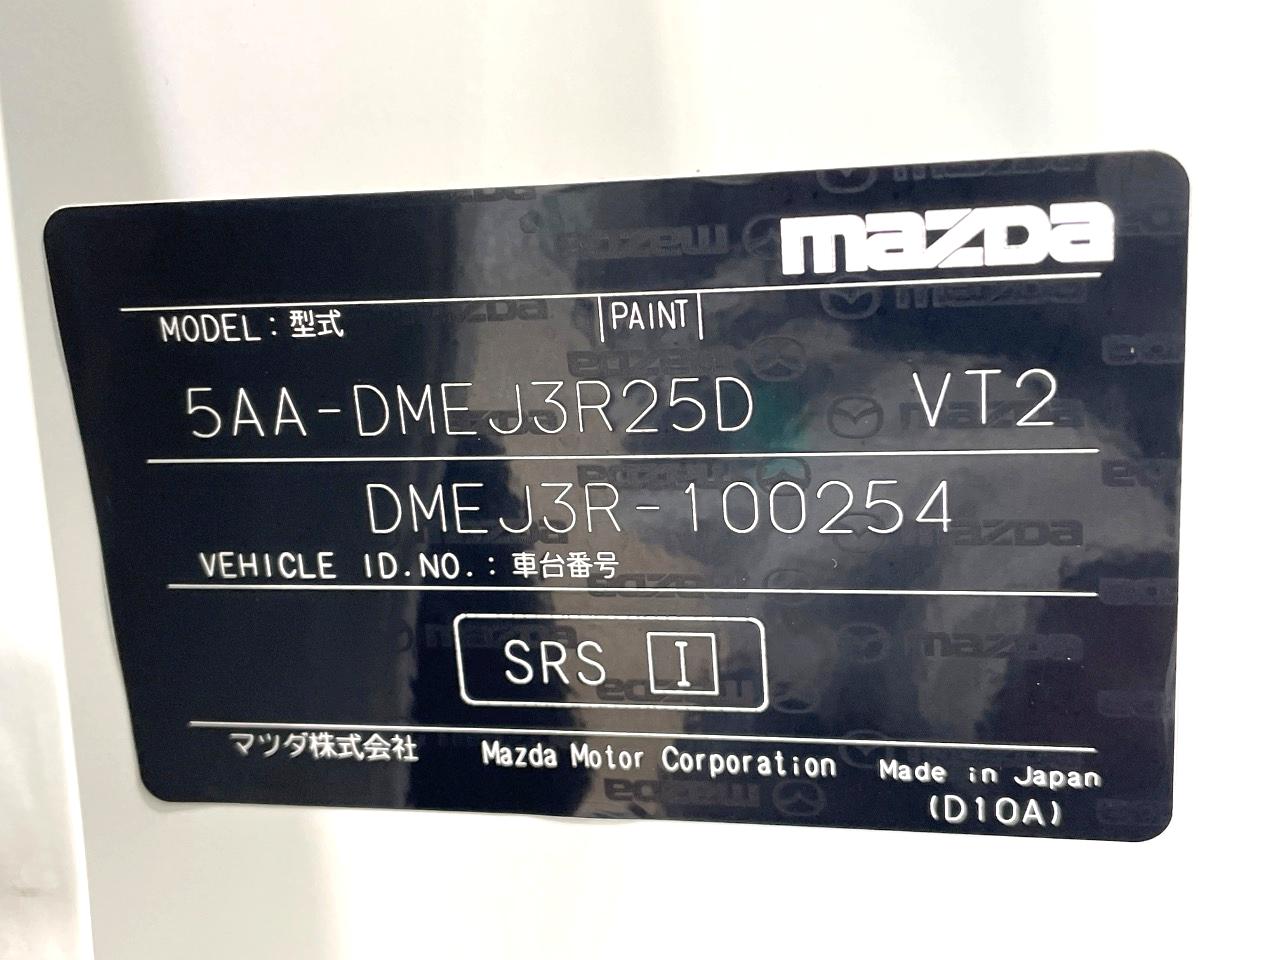 mazda
MODEL:型式 PAINT
5AA-DMEJ3R25D VT2
DMEJ3R-100254
VEHICLE ID.NO.:車台番号
SRS I
マツダ株式会社 Mazda Motor Corporation Made in Japan
(D10A)